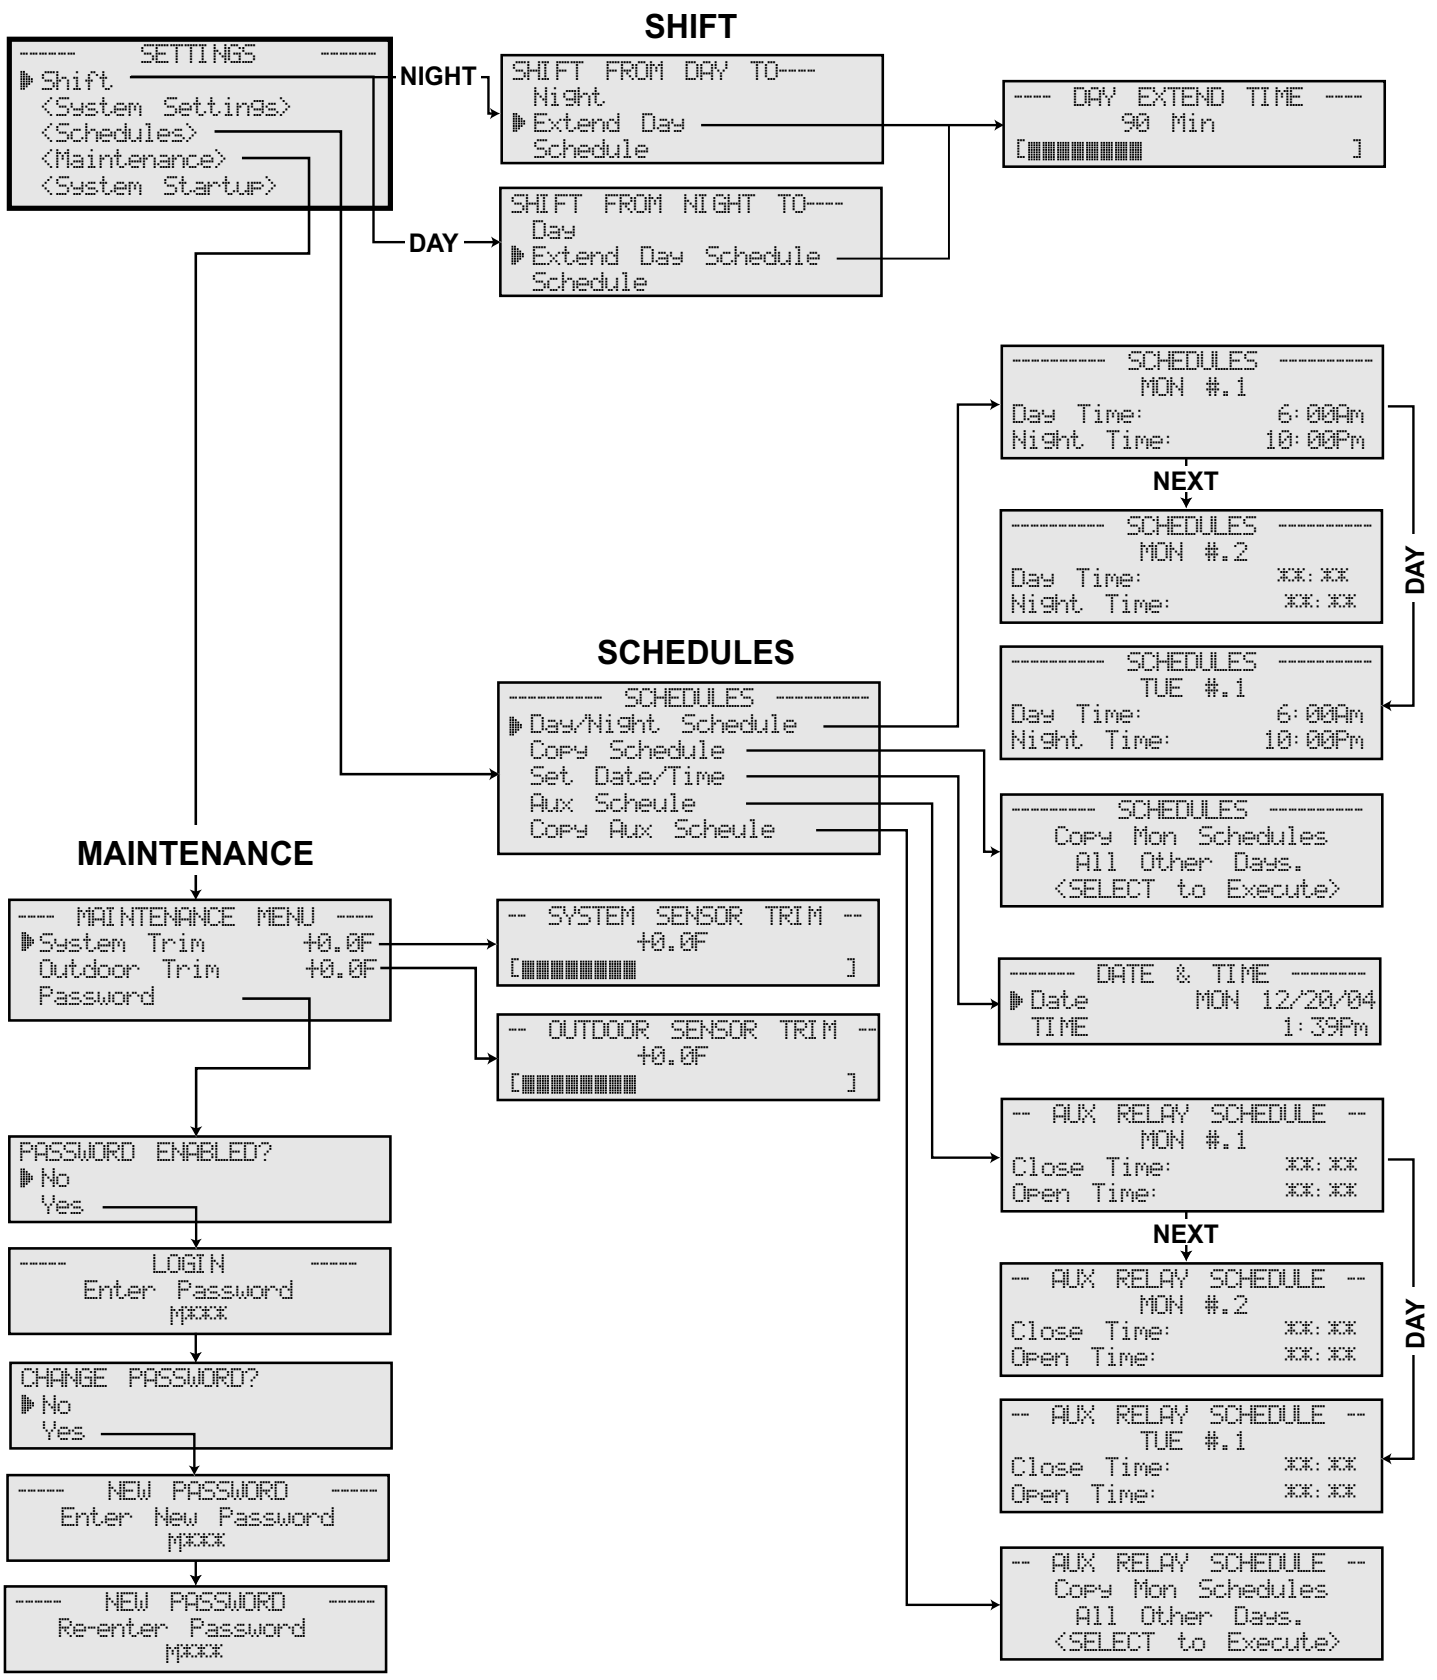 SHIFT
------ SETTINGS ------
Shift
<System Settings>
<Schedules>
<Maintenance>
<System Startup>
NIGHT
DAY
SHIFT FROM DAY TO----
Night
Extend Day
Schedule
---- DAY EXTEND TIME ----
90 Min
[ ]
SHIFT FROM NIGHT TO----
Day
Extend Day Schedule
Schedule
SCHEDULES
---------- SCHEDULES ----------
Day/Night Schedule
Copy Schedule
Set Date/Time
Aux Scheule
Copy Aux Scheule
---------- SCHEDULES ----------
MON #.1
Day Time: 6:00Am
Night Time: 10:00Pm
NEXT
---------- SCHEDULES ----------
MON #.2
Day Time: **:**
Night Time: **:**
DAY
---------- SCHEDULES ----------
TUE #.1
Day Time: 6:00Am
Night Time: 10:00Pm
--------- SCHEDULES ----------
Copy Mon Schedules
All Other Days.
<SELECT to Execute>
------- DATE & TIME --------
Date MON 12/20/04
TIME 1:39Pm
-- AUX RELAY SCHEDULE --
MON #.1
Close Time: **:**
Open Time: **:**
NEXT
-- AUX RELAY SCHEDULE --
MON #.2
Close Time: **:**
Open Time: **:**
DAY
-- AUX RELAY SCHEDULE --
TUE #.1
Close Time: **:**
Open Time: **:**
-- AUX RELAY SCHEDULE --
Copy Mon Schedules
All Other Days.
<SELECT to Execute>
MAINTENANCE
---- MAINTENANCE MENU ----
System Trim +0.0F
Outdoor Trim +0.0F
Password
-- SYSTEM SENSOR TRIM --
+0.0F
[ ]
-- OUTDOOR SENSOR TRIM --
+0.0F
[ ]
PASSWORD ENABLED?
No
Yes
----- LOGIN -----
Enter Password
M***
CHANGE PASSWORD?
No
Yes
----- NEW PASSWORD -----
Enter New Password
M***
----- NEW PASSWORD -----
Re-enter Password
M***